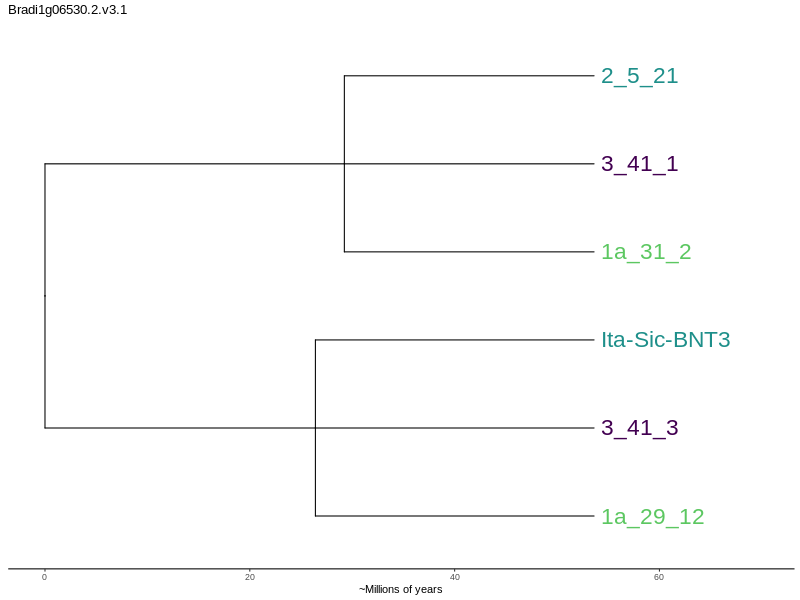 Bradi1g06530.2.v3.1
2_5_21
3_41_1
1a_31_2
Ita-Sic-BNT3
3_41_3
1a_29_12
0 20 40 60
~Millions of years